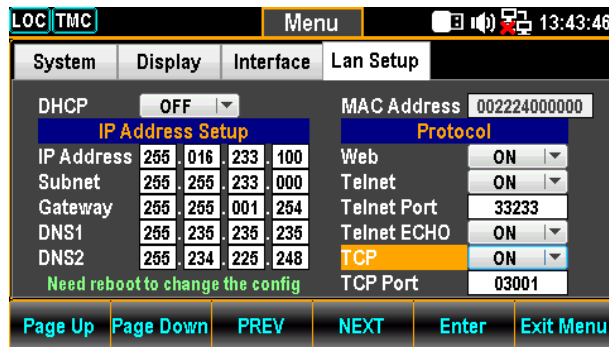 LOC TMC Menu 13:43:46
System Display Interface Lan Setup
DHCP OFF MAC Address 002224000000
IP Address Setup Protocol
IP Address 255 . 016 . 233 . 100 Web ON
Subnet 255 . 255 . 233 . 000 Telnet ON
Gateway 255 . 255 . 001 . 254 Telnet Port 33233
DNS1 255 . 235 . 235 . 235 Telnet ECHO ON
DNS2 255 . 234 . 225 . 248 TCP ON
Need reboot to change the config TCP Port 03001
Page Up Page Down PREV NEXT Enter Exit Menu